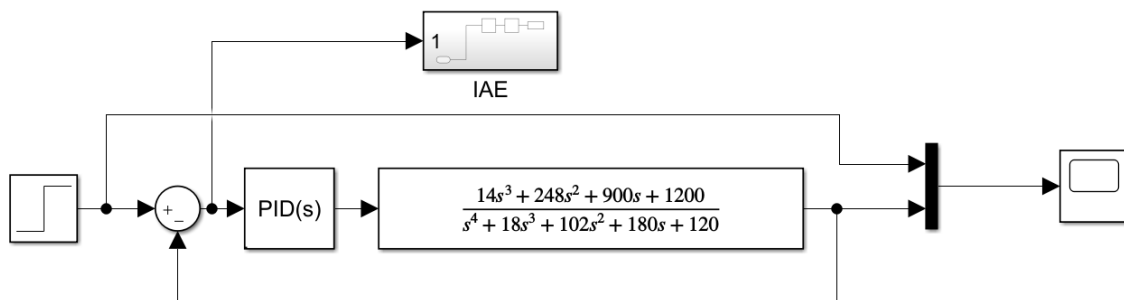 1
IAE
+
−
PID(s)
14s³ + 248s² + 900s + 1200
s⁴ + 18s³ + 102s² + 180s + 120